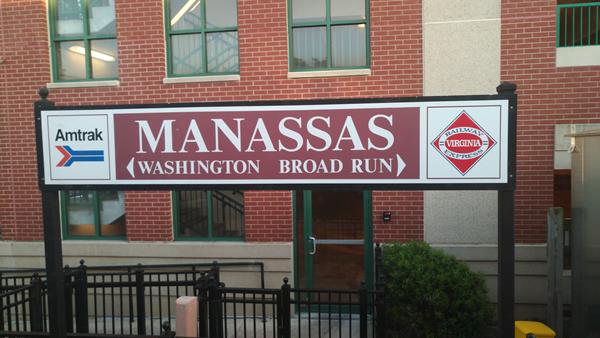 Amtrak
MANASSAS
WASHINGTON BROAD RUN
RAILWAY
VIRGINIA
EXPRESS